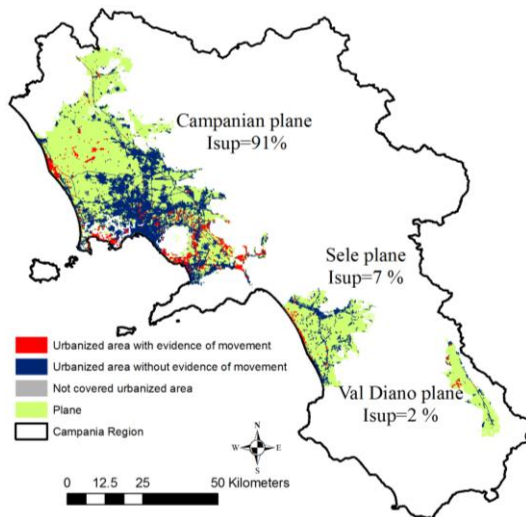 Campanian plane
Isup=91%
Sele plane
Isup=7 %
Val Diano plane
Isup=2 %
Urbanized area with evidence of movement
Urbanized area without evidence of movement
Not covered urbanized area
Plane
Campania Region
N
W E
S
0 12.5 25 50 Kilometers